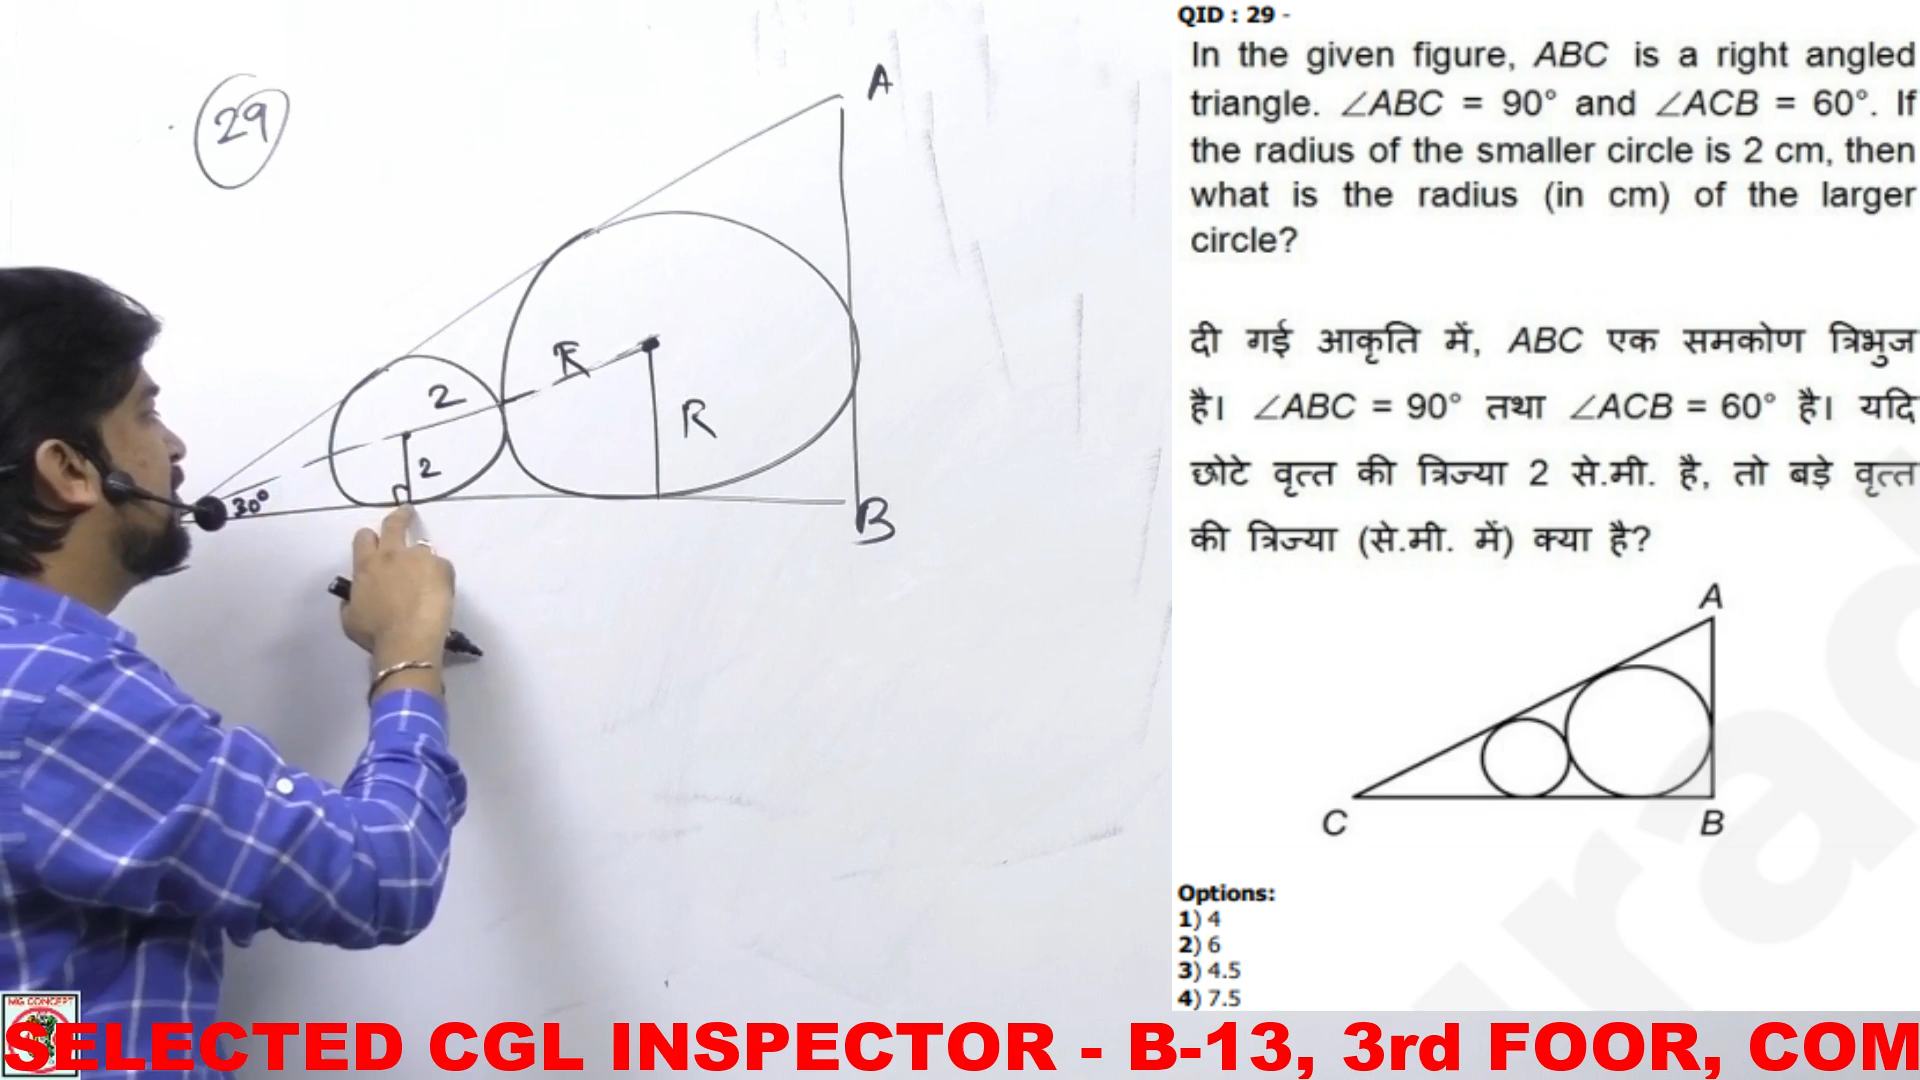 29
A
R
2
R
2
30°
B
QID : 29 -
In the given figure, ABC is a right angled
triangle. ∠ABC = 90° and ∠ACB = 60°. If
the radius of the smaller circle is 2 cm, then
what is the radius (in cm) of the larger
circle?
दी गई आकृति में, ABC एक समकोण त्रिभुज
है। ∠ABC = 90° तथा ∠ACB = 60° है। यदि
छोटे वृत्त की त्रिज्या 2 से.मी. है, तो बड़े वृत्त
की त्रिज्या (से.मी. में) क्या है?
A
C
B
Options:
1) 4
2) 6
3) 4.5
4) 7.5
MG CONCEPT
SELECTED CGL INSPECTOR - B-13, 3rd FOOR, COM